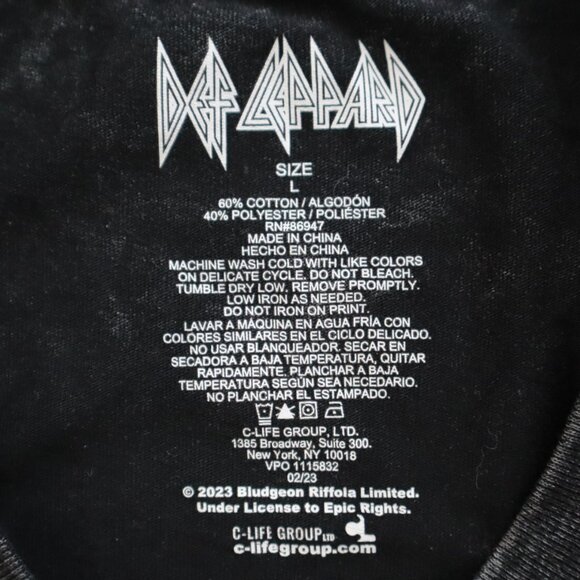 DEF LEPPARD
SIZE
L
60% COTTON / ALGODÓN
40% POLYESTER / POLIÉSTER
RN#86947
MADE IN CHINA
HECHO EN CHINA
MACHINE WASH COLD WITH LIKE COLORS
ON DELICATE CYCLE. DO NOT BLEACH.
TUMBLE DRY LOW. REMOVE PROMPTLY.
LOW IRON AS NEEDED.
DO NOT IRON ON PRINT.
LAVAR A MÁQUINA EN AGUA FRÍA CON
COLORES SIMILARES EN EL CICLO DELICADO.
NO USAR BLANQUEADOR. SECAR EN
SECADORA A BAJA TEMPERATURA, QUITAR
RAPIDAMENTE. PLANCHAR A BAJA
TEMPERATURA SEGÚN SEA NECESARIO.
NO PLANCHAR EL ESTAMPADO.
C-LIFE GROUP, LTD.
1385 Broadway, Suite 300.
New York, NY 10018
VPO 1115832
02/23
© 2023 Bludgeon Riffola Limited.
Under License to Epic Rights.
C-LIFE GROUP LTD
c-lifegroup.com